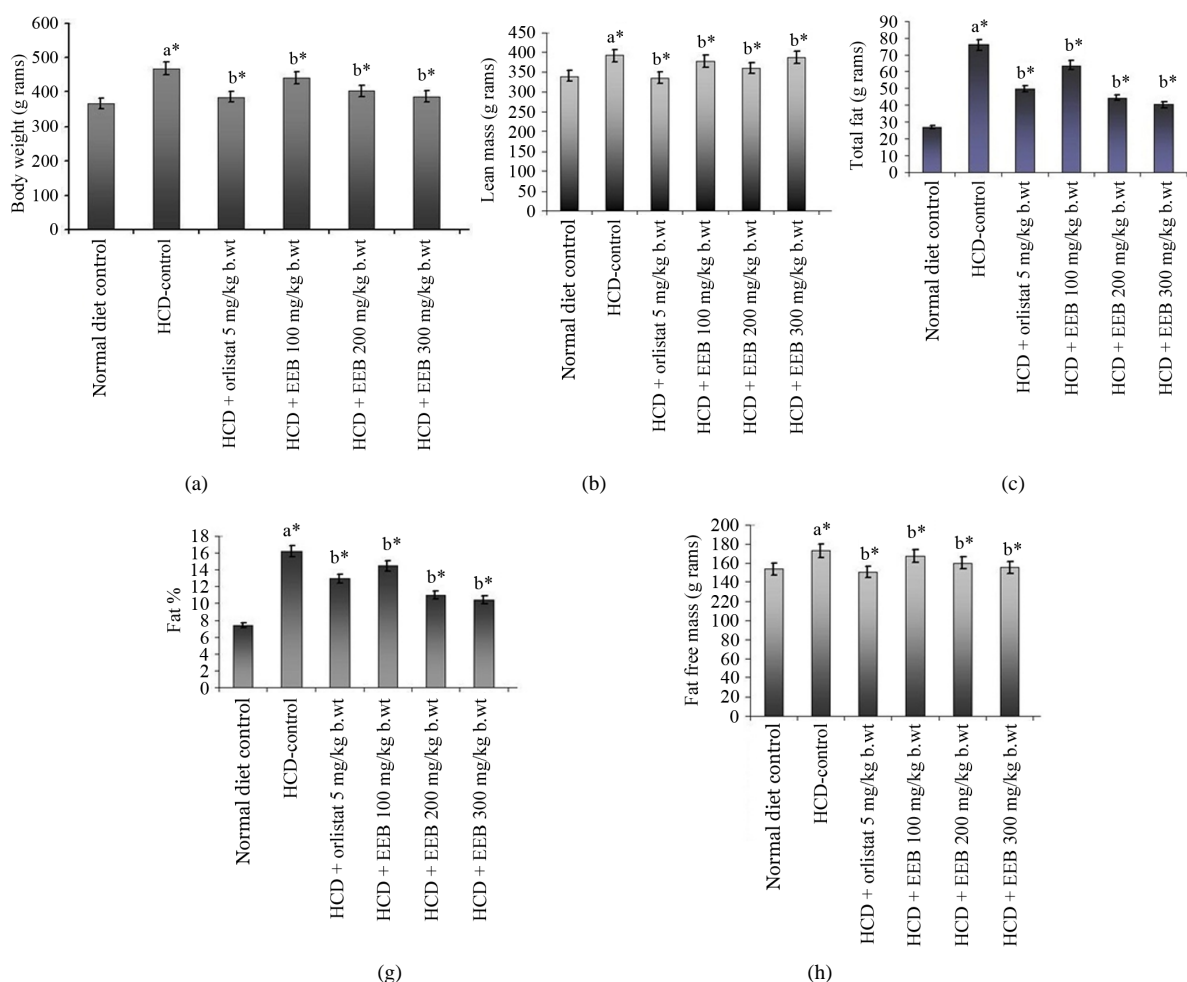 Body weight (g rams)
600
500
400
300
200
100
0
a*
b*
b*
b*
b*
Normal diet control
HCD-control
HCD + orlistat 5 mg/kg b.wt
HCD + EEB 100 mg/kg b.wt
HCD + EEB 200 mg/kg b.wt
HCD + EEB 300 mg/kg b.wt
(a)
Lean mass (g rams)
450
400
350
300
250
200
150
100
50
0
a*
b*
b*
b*
b*
Normal diet control
HCD-control
HCD + orlistat 5 mg/kg b.wt
HCD + EEB 100 mg/kg b.wt
HCD + EEB 200 mg/kg b.wt
HCD + EEB 300 mg/kg b.wt
(b)
Total fat (g rams)
90
80
70
60
50
40
30
20
10
0
a*
b*
b*
b*
b*
Normal diet control
HCD-control
HCD + orlistat 5 mg/kg b.wt
HCD + EEB 100 mg/kg b.wt
HCD + EEB 200 mg/kg b.wt
HCD + EEB 300 mg/kg b.wt
(c)
Fat %
18
16
14
12
10
8
6
4
2
0
a*
b*
b*
b*
b*
Normal diet control
HCD-control
HCD + orlistat 5 mg/kg b.wt
HCD + EEB 100 mg/kg b.wt
HCD + EEB 200 mg/kg b.wt
HCD + EEB 300 mg/kg b.wt
(g)
Fat free mass (g rams)
200
180
160
140
220
100
80
60
40
20
0
a*
b*
b*
b*
b*
Normal diet control
HCD-control
HCD + orlistat 5 mg/kg b.wt
HCD + EEB 100 mg/kg b.wt
HCD + EEB 200 mg/kg b.wt
HCD + EEB 300 mg/kg b.wt
(h)